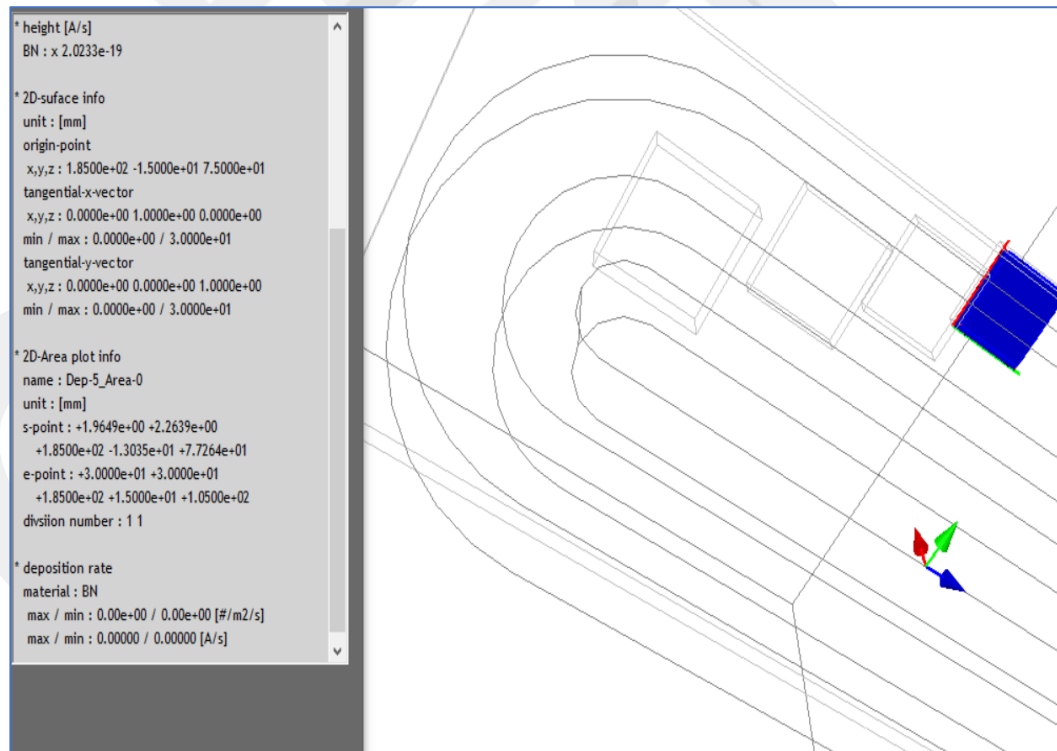 * height [A/s]
BN : x 2.0233e-19
* 2D-suface info
unit : [mm]
origin-point
x,y,z : 1.8500e+02 -1.5000e+01 7.5000e+01
tangential-x-vector
x,y,z : 0.0000e+00 1.0000e+00 0.0000e+00
min / max : 0.0000e+00 / 3.0000e+01
tangential-y-vector
x,y,z : 0.0000e+00 0.0000e+00 1.0000e+00
min / max : 0.0000e+00 / 3.0000e+01
* 2D-Area plot info
name : Dep-5_Area-0
unit : [mm]
s-point : +1.9649e+00 +2.2639e+00
+1.8500e+02 -1.3035e+01 +7.7264e+01
e-point : +3.0000e+01 +3.0000e+01
+1.8500e+02 +1.5000e+01 +1.0500e+02
divsiion number : 1 1
* deposition rate
material : BN
max / min : 0.00e+00 / 0.00e+00 [#/m2/s]
max / min : 0.00000 / 0.00000 [A/s]